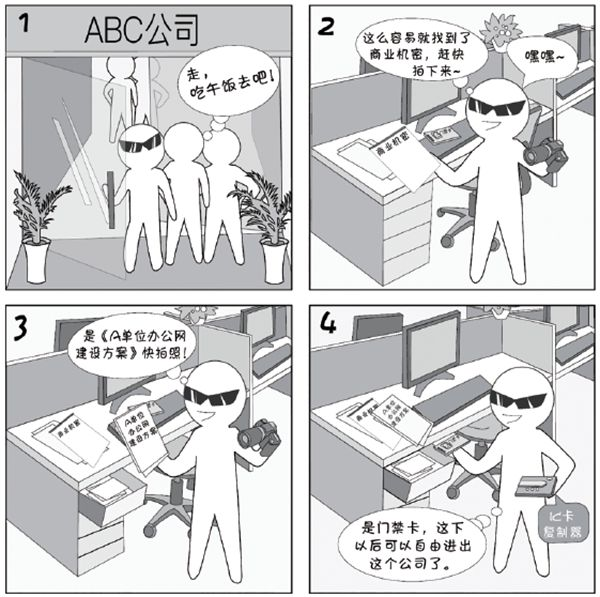 1
ABC公司
走，
吃午饭去吧！
2
这么容易就找到了
商业机密，赶快
拍下来~
嘿嘿~
商业机密
3
是《A单位办公网
建设方案》快拍照！
商业机密
A单位
办公网
建设方案
4
商业机密
A单位
办公网
建设方案
是门禁卡，这下
以后可以自由进出
这个公司了。
IC卡
复制器